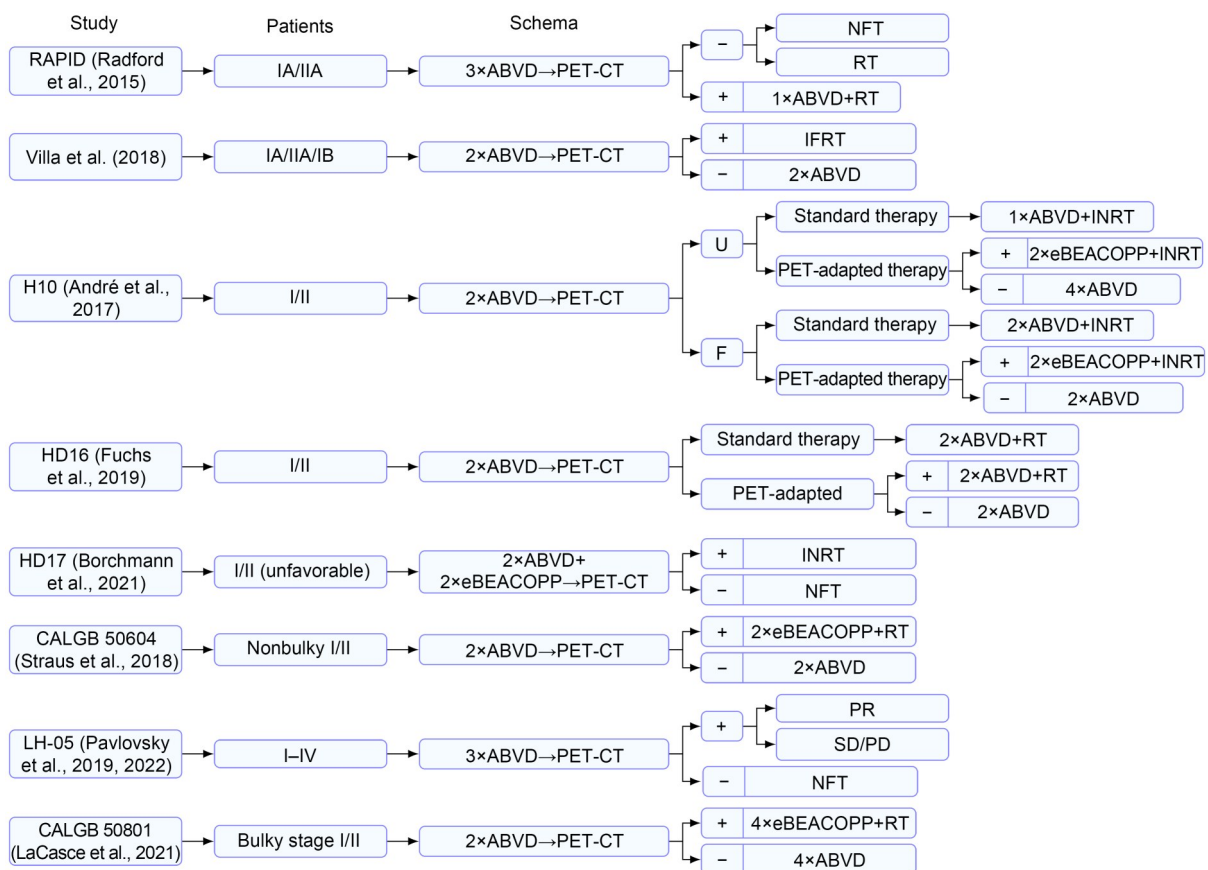 Study
Patients
Schema
RAPID (Radford
et al., 2015)
IA/IIA
3×ABVD→PET-CT
−
NFT
RT
+
1×ABVD+RT
Villa et al. (2018)
IA/IIA/IB
2×ABVD→PET-CT
+
IFRT
−
2×ABVD
H10 (André et al.,
2017)
I/II
2×ABVD→PET-CT
U
Standard therapy
1×ABVD+INRT
PET-adapted therapy
+
2×eBEACOPP+INRT
−
4×ABVD
F
Standard therapy
2×ABVD+INRT
PET-adapted therapy
+
2×eBEACOPP+INRT
−
2×ABVD
HD16 (Fuchs
et al., 2019)
I/II
2×ABVD→PET-CT
Standard therapy
2×ABVD+RT
PET-adapted
+
2×ABVD+RT
−
2×ABVD
HD17 (Borchmann
et al., 2021)
I/II (unfavorable)
2×ABVD+
2×eBEACOPP→PET-CT
+
INRT
−
NFT
CALGB 50604
(Straus et al., 2018)
Nonbulky I/II
2×ABVD→PET-CT
+
2×eBEACOPP+RT
−
2×ABVD
LH-05 (Pavlovsky
et al., 2019, 2022)
I–IV
3×ABVD→PET-CT
+
PR
SD/PD
−
NFT
CALGB 50801
(LaCasce et al., 2021)
Bulky stage I/II
2×ABVD→PET-CT
+
4×eBEACOPP+RT
−
4×ABVD